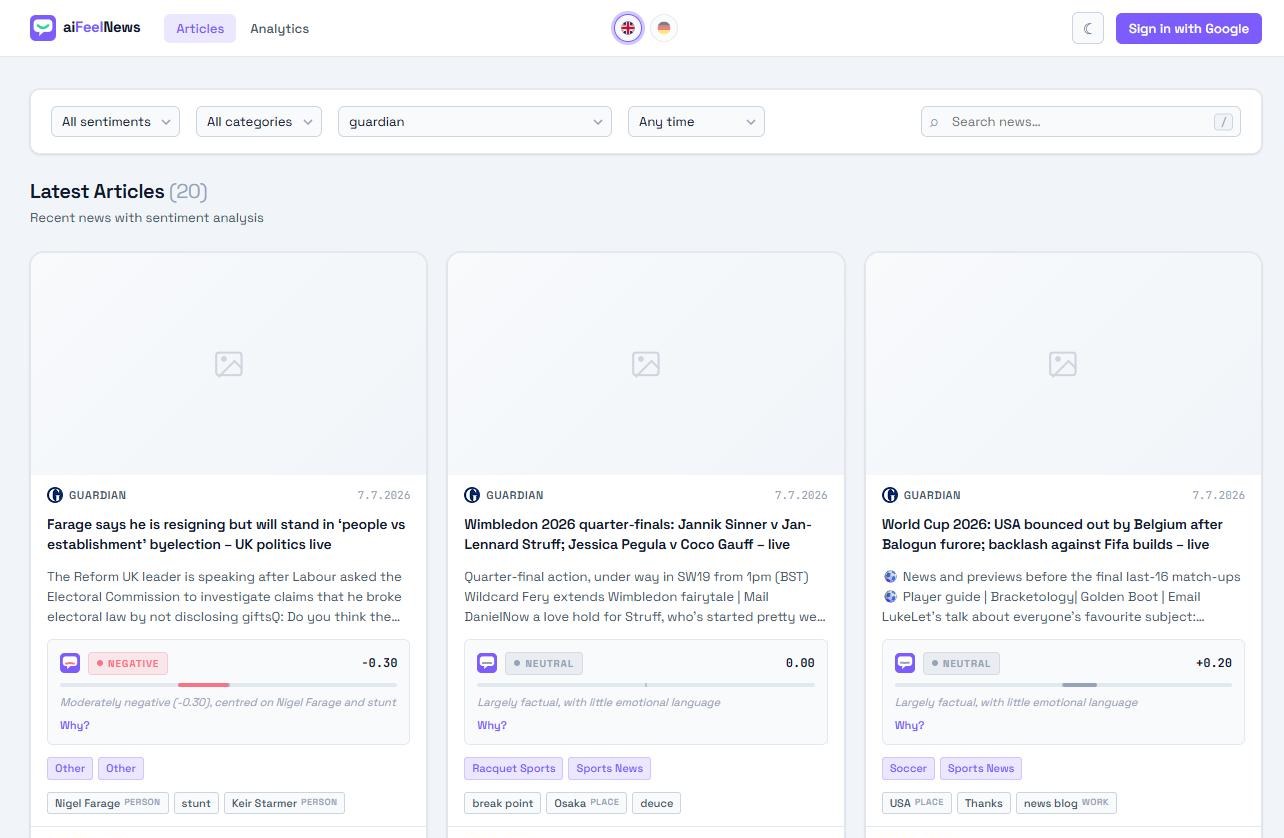 aiFeelNews
Articles
Analytics
Sign in with Google
All sentiments
All categories
guardian
Any time
Search news...
/
Latest Articles (20)
Recent news with sentiment analysis
GUARDIAN
7.7.2026
Farage says he is resigning but will stand in ‘people vs
establishment’ byelection – UK politics live
The Reform UK leader is speaking after Labour asked the
Electoral Commission to investigate claims that he broke
electoral law by not disclosing giftsQ: Do you think the...
NEGATIVE
-0.30
Moderately negative (-0.30), centred on Nigel Farage and stunt
Why?
Other
Other
Nigel Farage PERSON
stunt
Keir Starmer PERSON
GUARDIAN
7.7.2026
Wimbledon 2026 quarter-finals: Jannik Sinner v Jan-
Lennard Struff; Jessica Pegula v Coco Gauff – live
Quarter-final action, under way in SW19 from 1pm (BST)
Wildcard Fery extends Wimbledon fairytale | Mail
DanielNow a love hold for Struff, who’s started pretty we...
NEUTRAL
0.00
Largely factual, with little emotional language
Why?
Racquet Sports
Sports News
break point
Osaka PLACE
deuce
GUARDIAN
7.7.2026
World Cup 2026: USA bounced out by Belgium after
Balogun furore; backlash against Fifa builds – live
⚽ News and previews before the final last-16 match-ups
⚽ Player guide | Bracketology| Golden Boot | Email
LukeLet’s talk about everyone’s favourite subject:...
NEUTRAL
+0.20
Largely factual, with little emotional language
Why?
Soccer
Sports News
USA PLACE
Thanks
news blog WORK